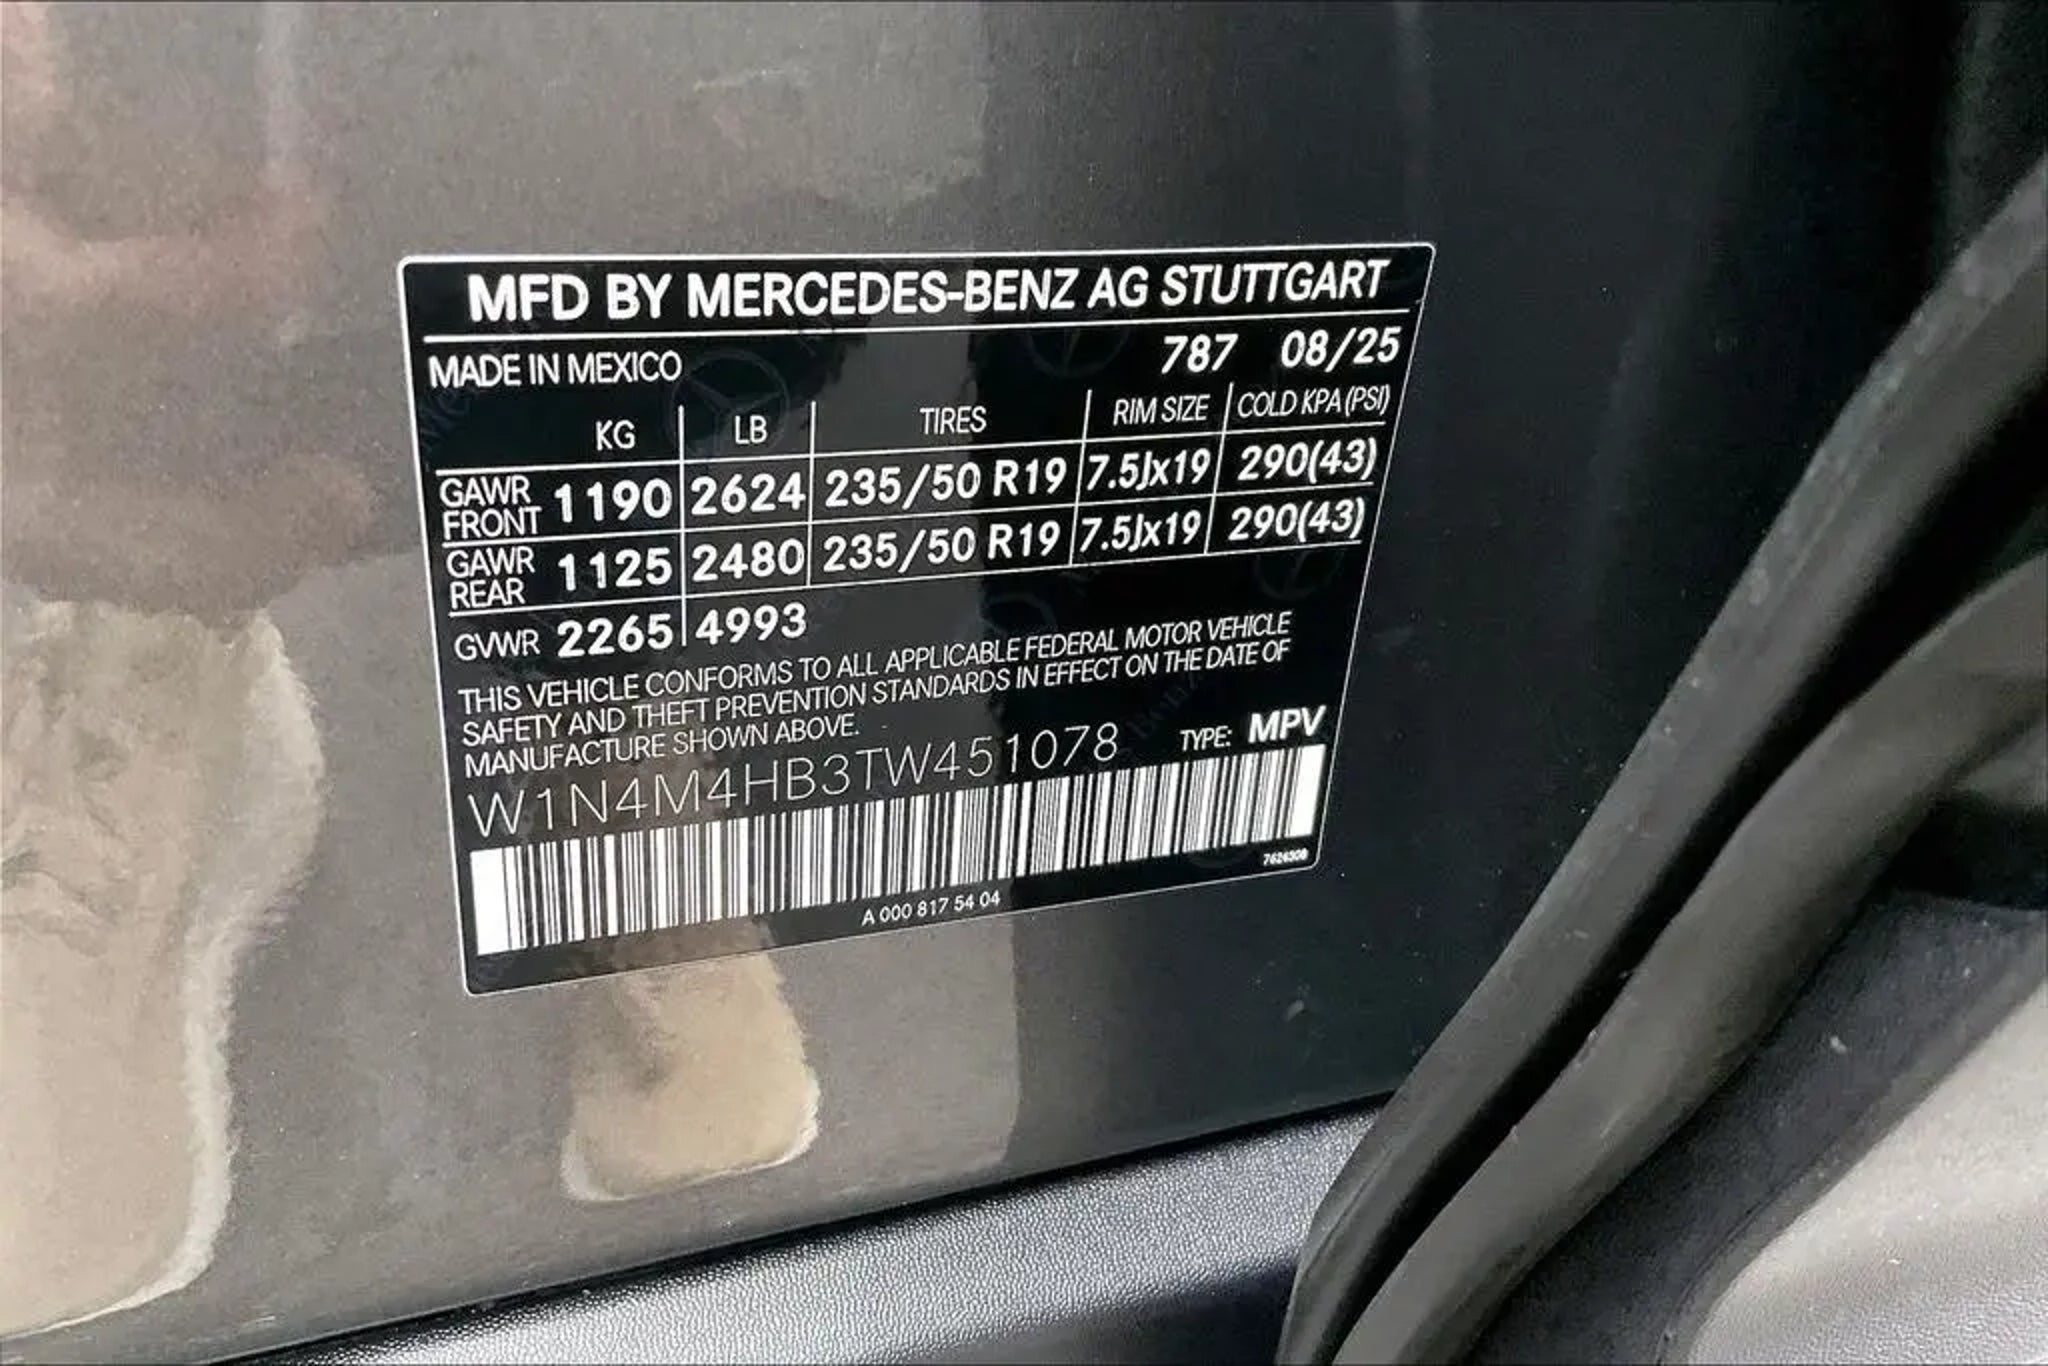 MFD BY MERCEDES-BENZ AG STUTTGART
MADE IN MEXICO 787 08/25
KG LB TIRES RIM SIZE COLD KPA (PSI)
GAWR FRONT 1190 2624 235/50 R19 7.5Jx19 290(43)
GAWR REAR 1125 2480 235/50 R19 7.5Jx19 290(43)
GVWR 2265 4993
THIS VEHICLE CONFORMS TO ALL APPLICABLE FEDERAL MOTOR VEHICLE
SAFETY AND THEFT PREVENTION STANDARDS IN EFFECT ON THE DATE OF
MANUFACTURE SHOWN ABOVE.
W1N4M4HB3TW451078 TYPE: MPV
7626308
A 000 817 54 04